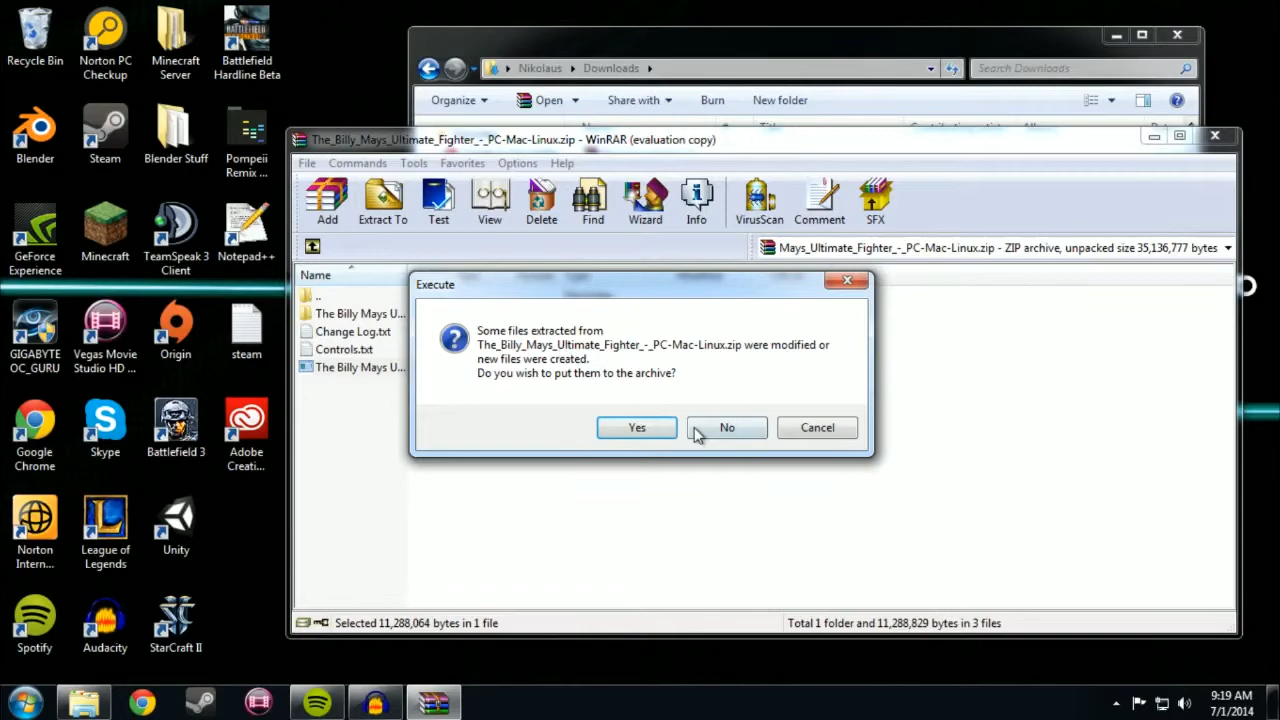 Recycle Bin
Norton PC
Checkup
Minecraft
Server
Battlefield
Hardline Beta
Blender
Steam
Blender Stuff
Pompeii
Remix ...
GeForce
Experience
Minecraft
TeamSpeak 3
Client
Notepad++
GIGABYTE
OC_GURU
Vegas Movie
Studio HD ...
Origin
steam
Google
Chrome
Skype
Battlefield 3
Adobe
Creati...
Norton
Intern...
League of
Legends
Unity
Spotify
Audacity
StarCraft II
Nikolaus
Downloads
Search Downloads
Organize
Open
Share with
Burn
New folder
The_Billy_Mays_Ultimate_Fighter_-_PC-Mac-Linux.zip - WinRAR (evaluation copy)
File Commands Tools Favorites Options Help
Add Extract To Test View Delete Find Wizard Info VirusScan Comment SFX
Mays_Ultimate_Fighter_-_PC-Mac-Linux.zip - ZIP archive, unpacked size 35,136,777 bytes
Name
..
The Billy Mays U...
Change Log.txt
Controls.txt
The Billy Mays U...
Execute
Some files extracted from
The_Billy_Mays_Ultimate_Fighter_-_PC-Mac-Linux.zip were modified or
new files were created.
Do you wish to put them to the archive?
Yes No Cancel
Selected 11,288,064 bytes in 1 file
Total 1 folder and 11,288,829 bytes in 3 files
9:19 AM
7/1/2014